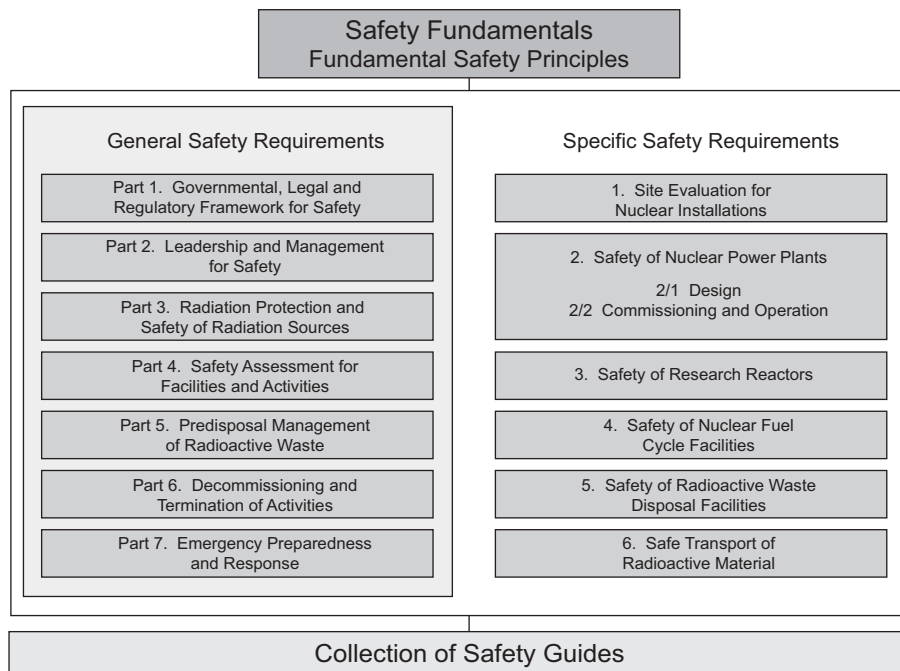 Safety Fundamentals
Fundamental Safety Principles
General Safety Requirements
Part 1. Governmental, Legal and
Regulatory Framework for Safety
Part 2. Leadership and Management
for Safety
Part 3. Radiation Protection and
Safety of Radiation Sources
Part 4. Safety Assessment for
Facilities and Activities
Part 5. Predisposal Management
of Radioactive Waste
Part 6. Decommissioning and
Termination of Activities
Part 7. Emergency Preparedness
and Response
Specific Safety Requirements
1. Site Evaluation for
Nuclear Installations
2. Safety of Nuclear Power Plants
2/1 Design
2/2 Commissioning and Operation
3. Safety of Research Reactors
4. Safety of Nuclear Fuel
Cycle Facilities
5. Safety of Radioactive Waste
Disposal Facilities
6. Safe Transport of
Radioactive Material
Collection of Safety Guides